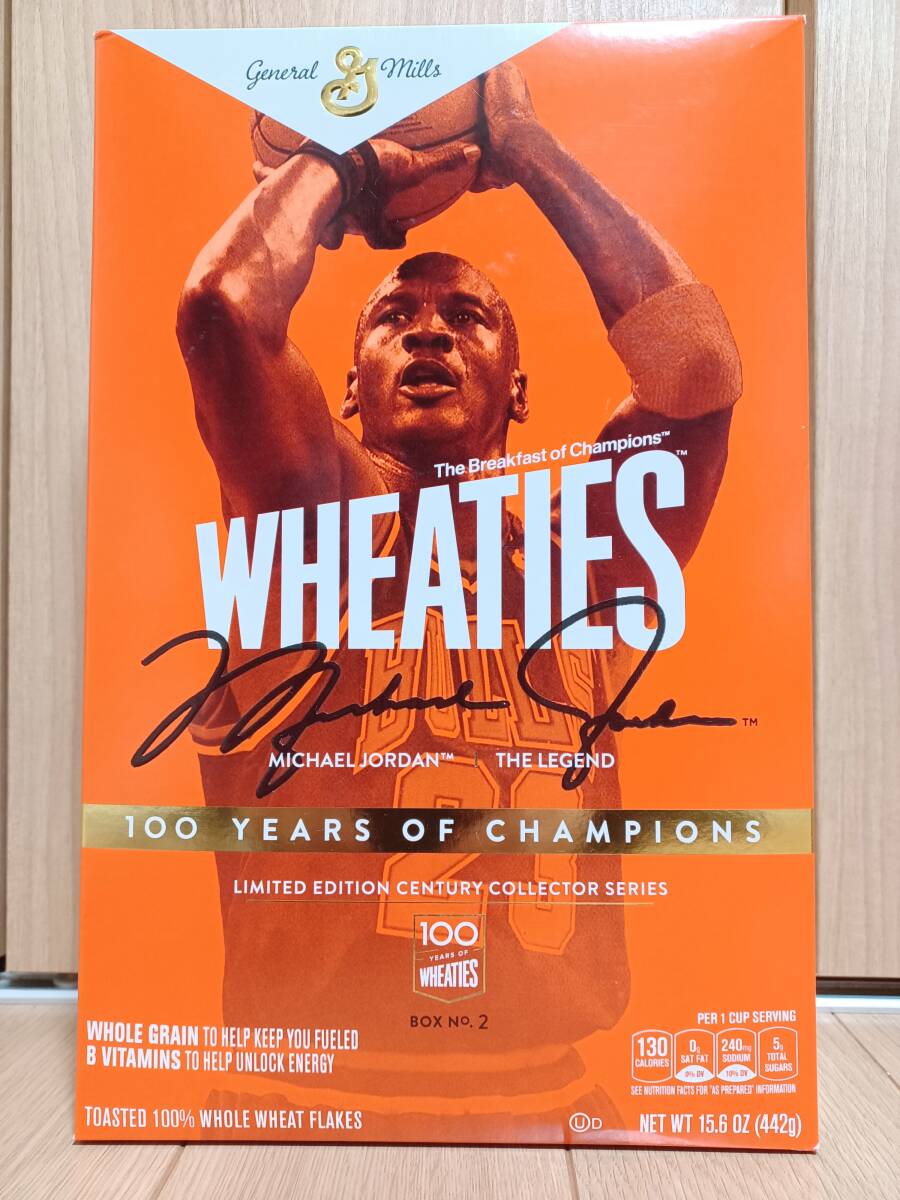 General Mills
G
The Breakfast of Champions™
WHEATIES™
Michael Jordan™
MICHAEL JORDAN™ | THE LEGEND
BULLS
23
100 YEARS OF CHAMPIONS
LIMITED EDITION CENTURY COLLECTOR SERIES
100
YEARS OF
WHEATIES
BOX No. 2
WHOLE GRAIN TO HELP KEEP YOU FUELED
B VITAMINS TO HELP UNLOCK ENERGY
PER 1 CUP SERVING
130 CALORIES
0g SAT FAT 0% DV
240mg SODIUM 10% DV
5g TOTAL SUGARS
SEE NUTRITION FACTS FOR "AS PREPARED" INFORMATION
TOASTED 100% WHOLE WHEAT FLAKES
UD
NET WT 15.6 OZ (442g)